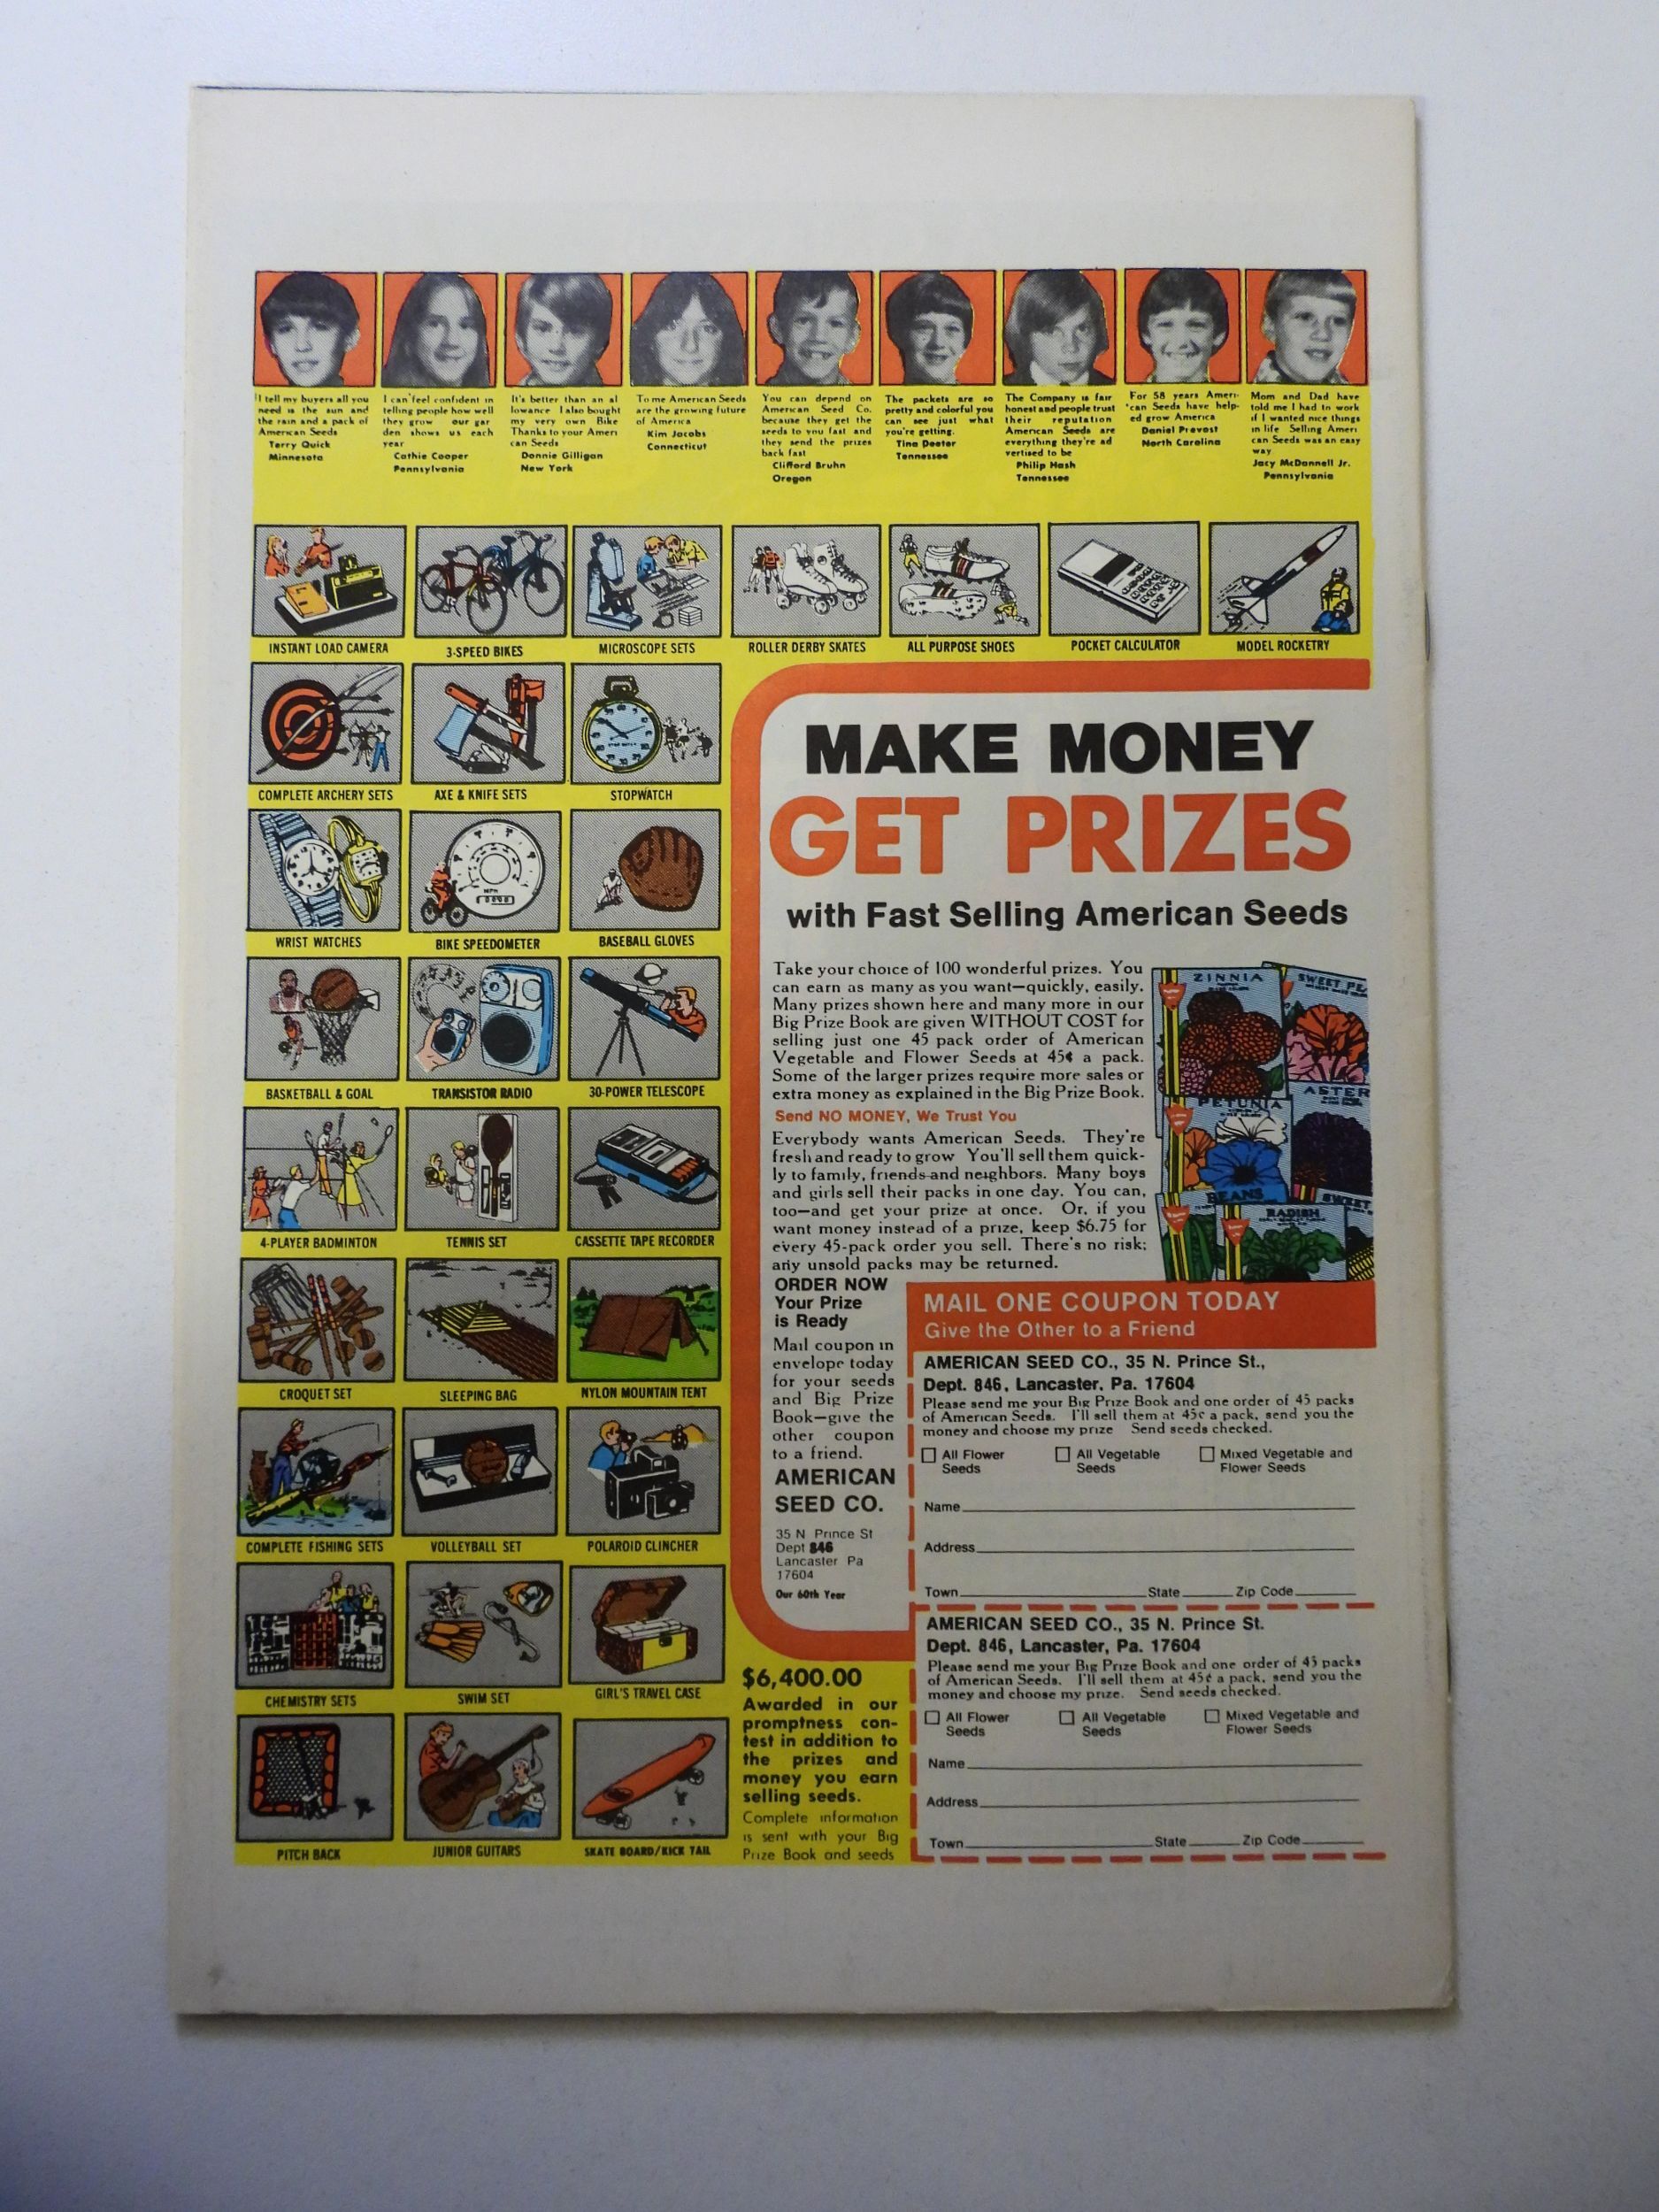 I tell my buyers all you
need is the sun and
the rain and a pack of
American Seeds
Terry Quick
Minnesota
I can feel confident in
telling people how well
they grow our gar
den shows us each
year
Cathie Cooper
Pennsylvania
It's better than an al
lowance I also bought
my very own Bike
Thanks to your Ameri
can Seeds
Donnie Gilligan
New York
To me American Seeds
are the growing future
of America
Kim Jacobs
Connecticut
You can depend on
American Seed Co.
because they get the
seeds to you fast and
they send the prizes
back fast
Clifford Bruhn
Oregon
The packets are so
pretty and colorful you
can see just what
you're getting.
Tina Deeter
Tennessee
The Company is fair
honest and people trust
their reputation
American Seeds are
everything they're ad
vertised to be
Philip Hash
Tennessee
For 58 years Ameri-
can Seeds have help-
ed grow America
Daniel Prevost
North Carolina
Mom and Dad have
told me I had to work
if I wanted nice things
in life Selling Ameri
can Seeds was an easy
way
Jacy McDannell Jr.
Pennsylvania
INSTANT LOAD CAMERA
3-SPEED BIKES
MICROSCOPE SETS
ROLLER DERBY SKATES
ALL PURPOSE SHOES
POCKET CALCULATOR
MODEL ROCKETRY
COMPLETE ARCHERY SETS
AXE & KNIFE SETS
STOPWATCH
WRIST WATCHES
BIKE SPEEDOMETER
BASEBALL GLOVES
BASKETBALL & GOAL
TRANSISTOR RADIO
30-POWER TELESCOPE
4-PLAYER BADMINTON
TENNIS SET
CASSETTE TAPE RECORDER
CROQUET SET
SLEEPING BAG
NYLON MOUNTAIN TENT
COMPLETE FISHING SETS
VOLLEYBALL SET
POLAROID CLINCHER
CHEMISTRY SETS
SWIM SET
GIRL'S TRAVEL CASE
PITCH BACK
JUNIOR GUITARS
SKATE BOARD/KICK TAIL
MAKE MONEY
GET PRIZES
with Fast Selling American Seeds
Take your choice of 100 wonderful prizes. You
can earn as many as you want—quickly, easily.
Many prizes shown here and many more in our
Big Prize Book are given WITHOUT COST for
selling just one 45 pack order of American
Vegetable and Flower Seeds at 45¢ a pack.
Some of the larger prizes require more sales or
extra money as explained in the Big Prize Book.
Send NO MONEY, We Trust You
Everybody wants American Seeds. They're
fresh and ready to grow You'll sell them quick-
ly to family, friends and neighbors. Many boys
and girls sell their packs in one day. You can,
too—and get your prize at once. Or, if you
want money instead of a prize, keep $6.75 for
every 45-pack order you sell. There's no risk;
any unsold packs may be returned.
ZINNIA
SWEET PE
ASTER
PETUNIA
BEANS
RADISH
SWEET
ORDER NOW
Your Prize
is Ready
Mail coupon in
envelope today
for your seeds
and Big Prize
Book—give the
other coupon
to a friend.
AMERICAN
SEED CO.
35 N Prince St
Dept 846
Lancaster Pa
17604
Our 60th Year
MAIL ONE COUPON TODAY
Give the Other to a Friend
AMERICAN SEED CO., 35 N. Prince St.,
Dept. 846, Lancaster, Pa. 17604
Please send me your Big Prize Book and one order of 45 packs
of American Seeds. I'll sell them at 45¢ a pack, send you the
money and choose my prize Send seeds checked.
All Flower
Seeds
All Vegetable
Seeds
Mixed Vegetable and
Flower Seeds
Name
Address
Town State Zip Code
AMERICAN SEED CO., 35 N. Prince St.
Dept. 846, Lancaster, Pa. 17604
Please send me your Big Prize Book and one order of 45 packs
of American Seeds. I'll sell them at 45¢ a pack, send you the
money and choose my prize. Send seeds checked.
All Flower
Seeds
All Vegetable
Seeds
Mixed Vegetable and
Flower Seeds
Name
Address
Town State Zip Code
$6,400.00
Awarded in our
promptness con-
test in addition to
the prizes and
money you earn
selling seeds.
Complete information
is sent with your Big
Prize Book and seeds